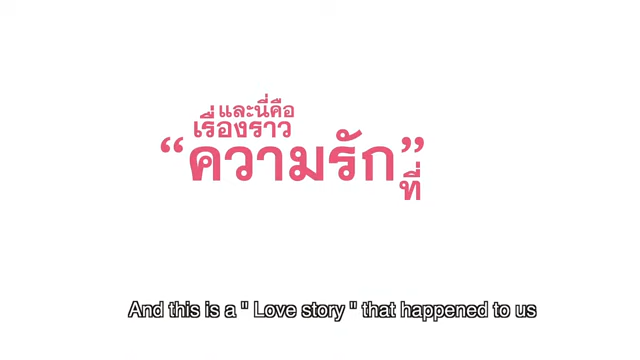 และนี่คือ
เรื่องราว
“ความรัก”
ที่
And this is a " Love story " that happened to us